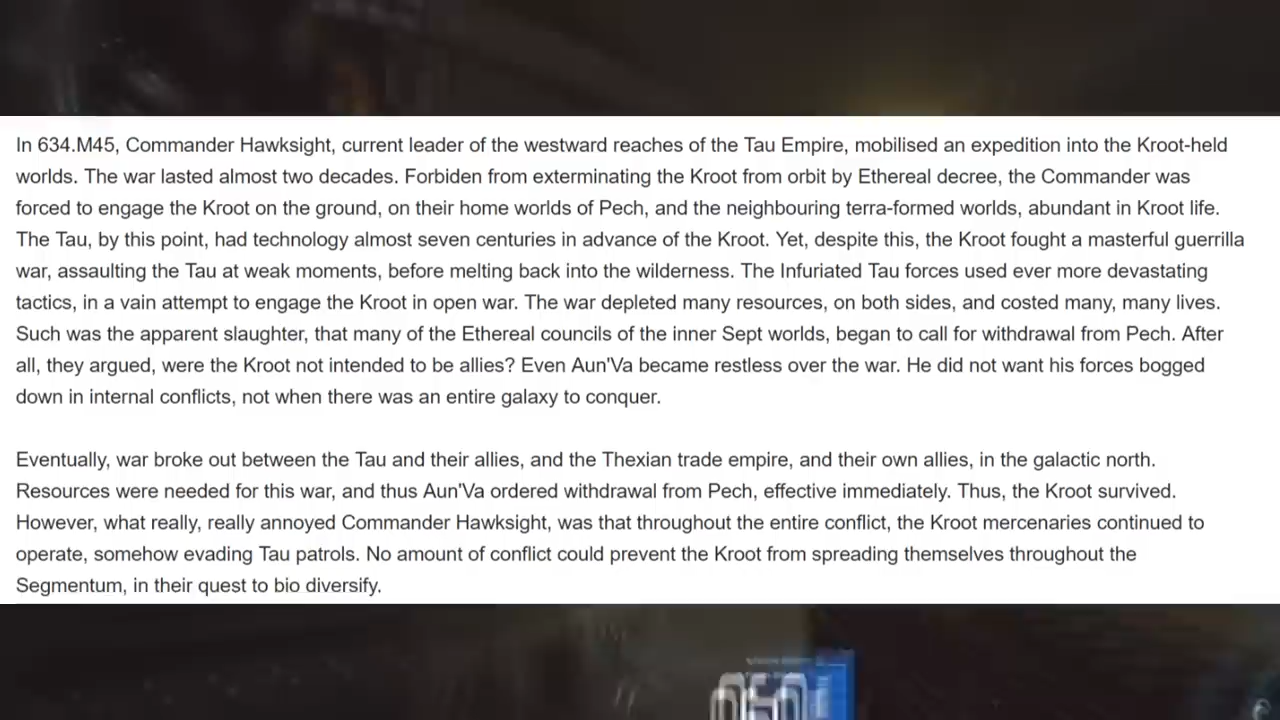 In 634.M45, Commander Hawksight, current leader of the westward reaches of the Tau Empire, mobilised an expedition into the Kroot-held
worlds. The war lasted almost two decades. Forbiden from exterminating the Kroot from orbit by Ethereal decree, the Commander was
forced to engage the Kroot on the ground, on their home worlds of Pech, and the neighbouring terra-formed worlds, abundant in Kroot life.
The Tau, by this point, had technology almost seven centuries in advance of the Kroot. Yet, despite this, the Kroot fought a masterful guerrilla
war, assaulting the Tau at weak moments, before melting back into the wilderness. The Infuriated Tau forces used ever more devastating
tactics, in a vain attempt to engage the Kroot in open war. The war depleted many resources, on both sides, and costed many, many lives.
Such was the apparent slaughter, that many of the Ethereal councils of the inner Sept worlds, began to call for withdrawal from Pech. After
all, they argued, were the Kroot not intended to be allies? Even Aun'Va became restless over the war. He did not want his forces bogged
down in internal conflicts, not when there was an entire galaxy to conquer.
Eventually, war broke out between the Tau and their allies, and the Thexian trade empire, and their own allies, in the galactic north.
Resources were needed for this war, and thus Aun'Va ordered withdrawal from Pech, effective immediately. Thus, the Kroot survived.
However, what really, really annoyed Commander Hawksight, was that throughout the entire conflict, the Kroot mercenaries continued to
operate, somehow evading Tau patrols. No amount of conflict could prevent the Kroot from spreading themselves throughout the
Segmentum, in their quest to bio diversify.